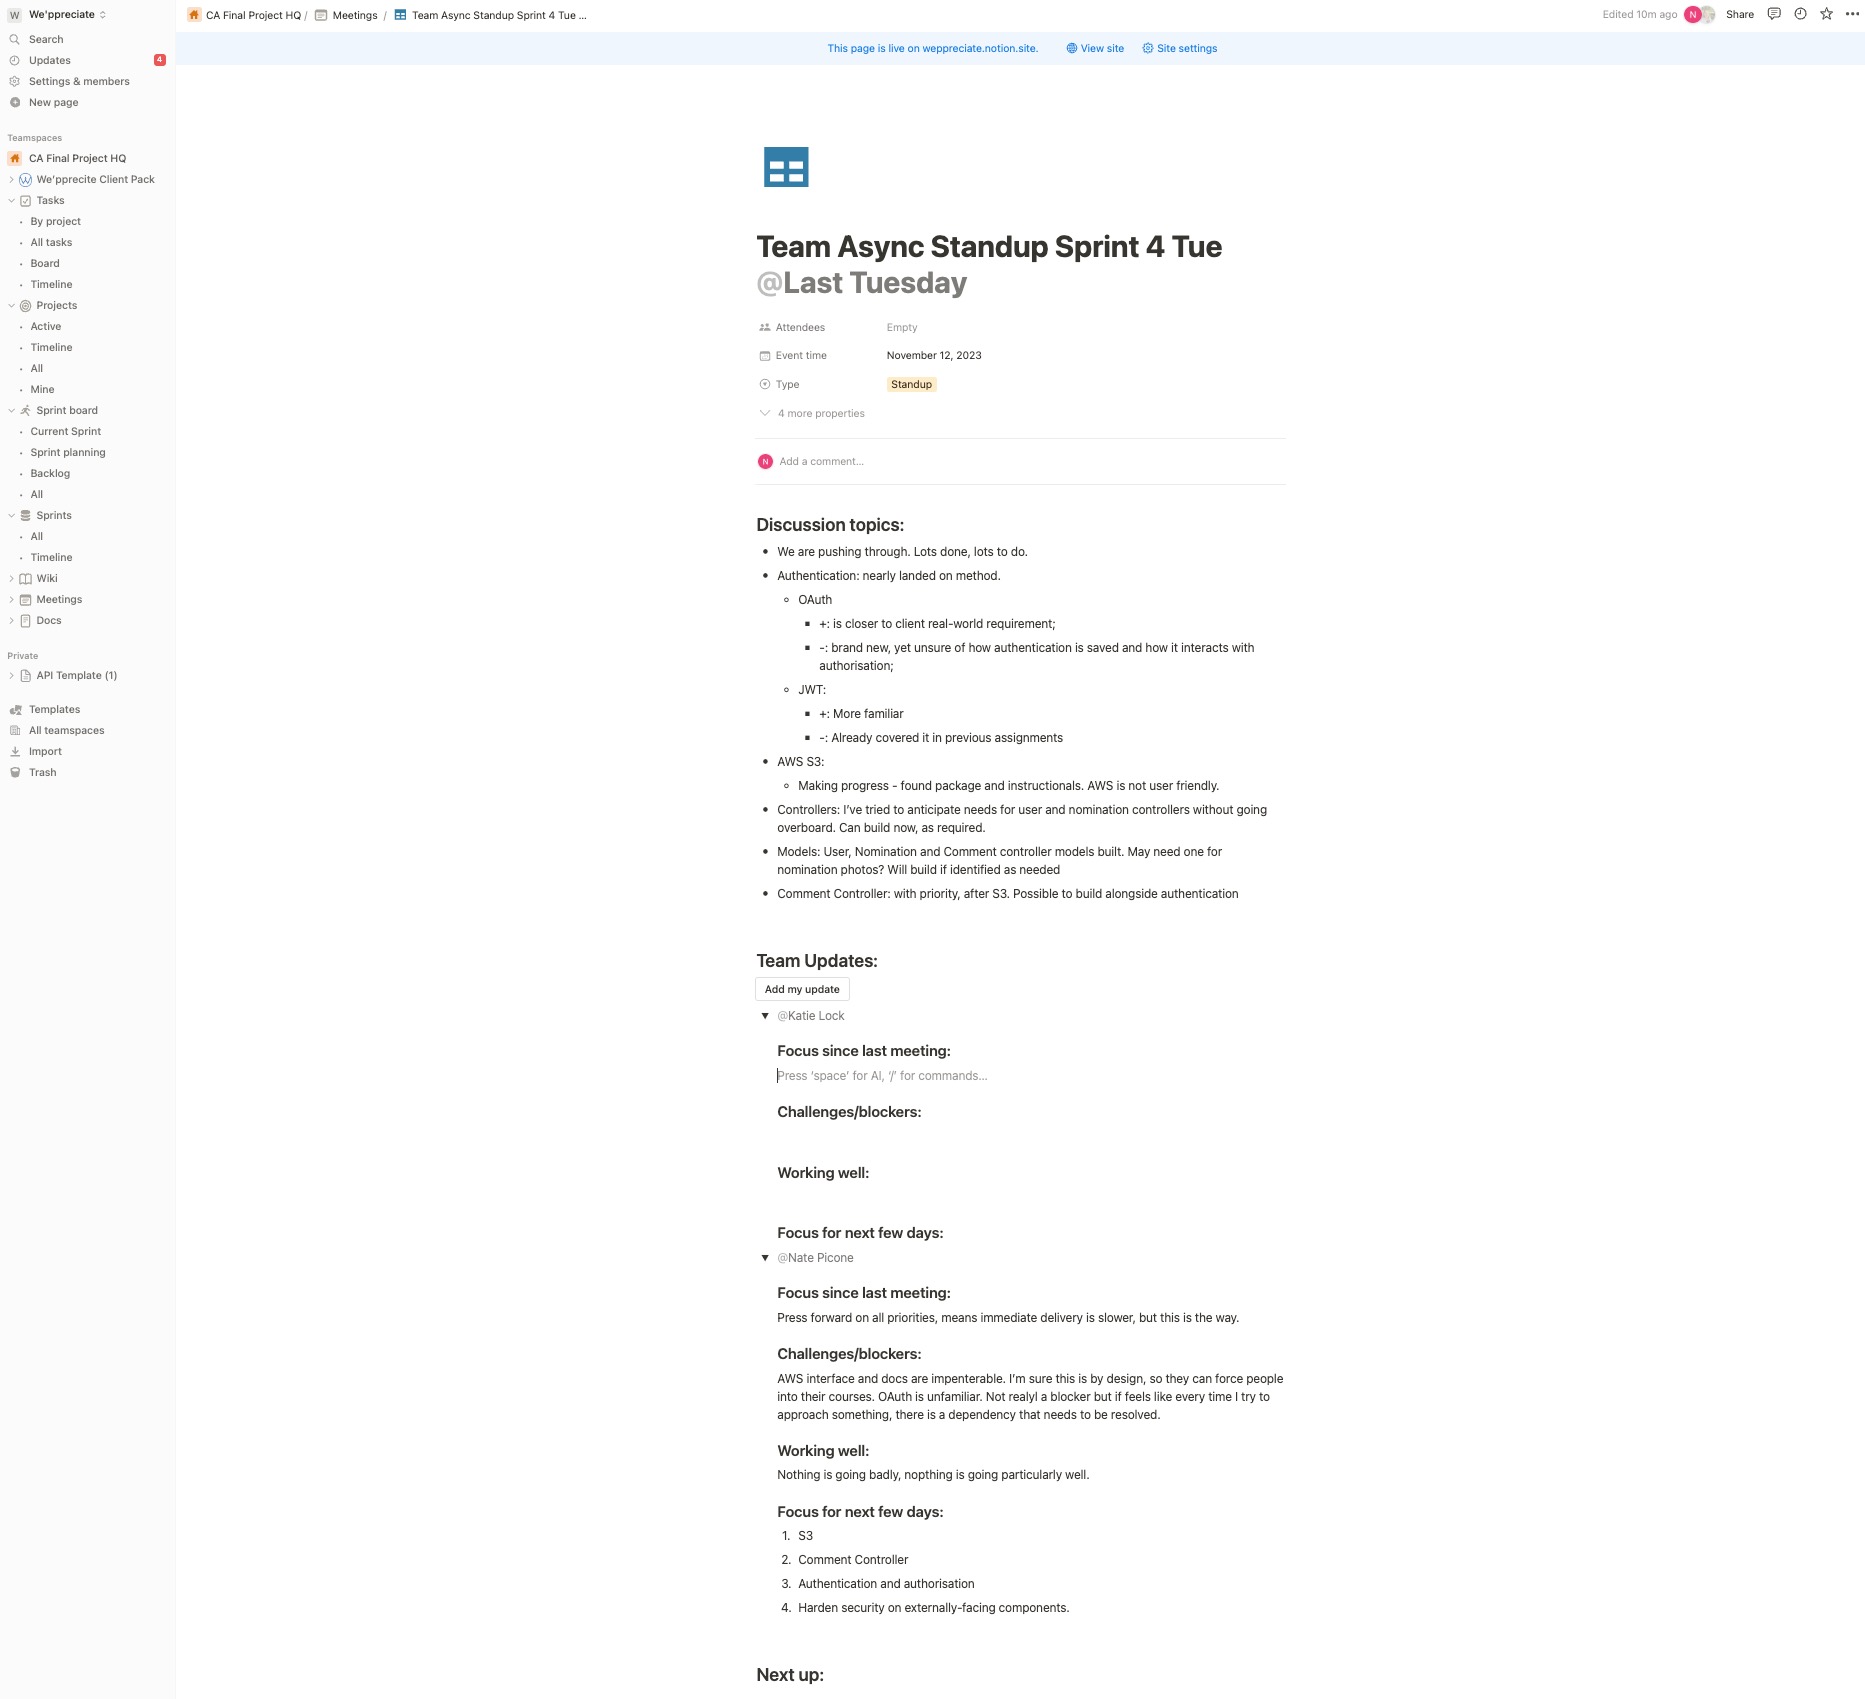 W We'ppreciate
Search
Updates 4
Settings & members
New page
Teamspaces
CA Final Project HQ
We'pprecite Client Pack
Tasks
By project
All tasks
Board
Timeline
Projects
Active
Timeline
All
Mine
Sprint board
Current Sprint
Sprint planning
Backlog
All
Sprints
All
Timeline
Wiki
Meetings
Docs
Private
API Template (1)
Templates
All teamspaces
Import
Trash
CA Final Project HQ / Meetings / Team Async Standup Sprint 4 Tue ...
Edited 10m ago N Share
This page is live on weppreciate.notion.site. View site Site settings
Team Async Standup Sprint 4 Tue
@Last Tuesday
Attendees Empty
Event time November 12, 2023
Type Standup
4 more properties
N Add a comment...
Discussion topics:
• We are pushing through. Lots done, lots to do.
• Authentication: nearly landed on method.
◦ OAuth
▪ +: is closer to client real-world requirement;
▪ -: brand new, yet unsure of how authentication is saved and how it interacts with
authorisation;
◦ JWT:
▪ +: More familiar
▪ -: Already covered it in previous assignments
• AWS S3:
◦ Making progress - found package and instructionals. AWS is not user friendly.
• Controllers: I've tried to anticipate needs for user and nomination controllers without going
overboard. Can build now, as required.
• Models: User, Nomination and Comment controller models built. May need one for
nomination photos? Will build if identified as needed
• Comment Controller: with priority, after S3. Possible to build alongside authentication
Team Updates:
Add my update
@Katie Lock
Focus since last meeting:
Press 'space' for AI, '/' for commands...
Challenges/blockers:
Working well:
Focus for next few days:
@Nate Picone
Focus since last meeting:
Press forward on all priorities, means immediate delivery is slower, but this is the way.
Challenges/blockers:
AWS interface and docs are impenterable. I'm sure this is by design, so they can force people
into their courses. OAuth is unfamiliar. Not realyl a blocker but if feels like every time I try to
approach something, there is a dependency that needs to be resolved.
Working well:
Nothing is going badly, nopthing is going particularly well.
Focus for next few days:
1. S3
2. Comment Controller
3. Authentication and authorisation
4. Harden security on externally-facing components.
Next up: